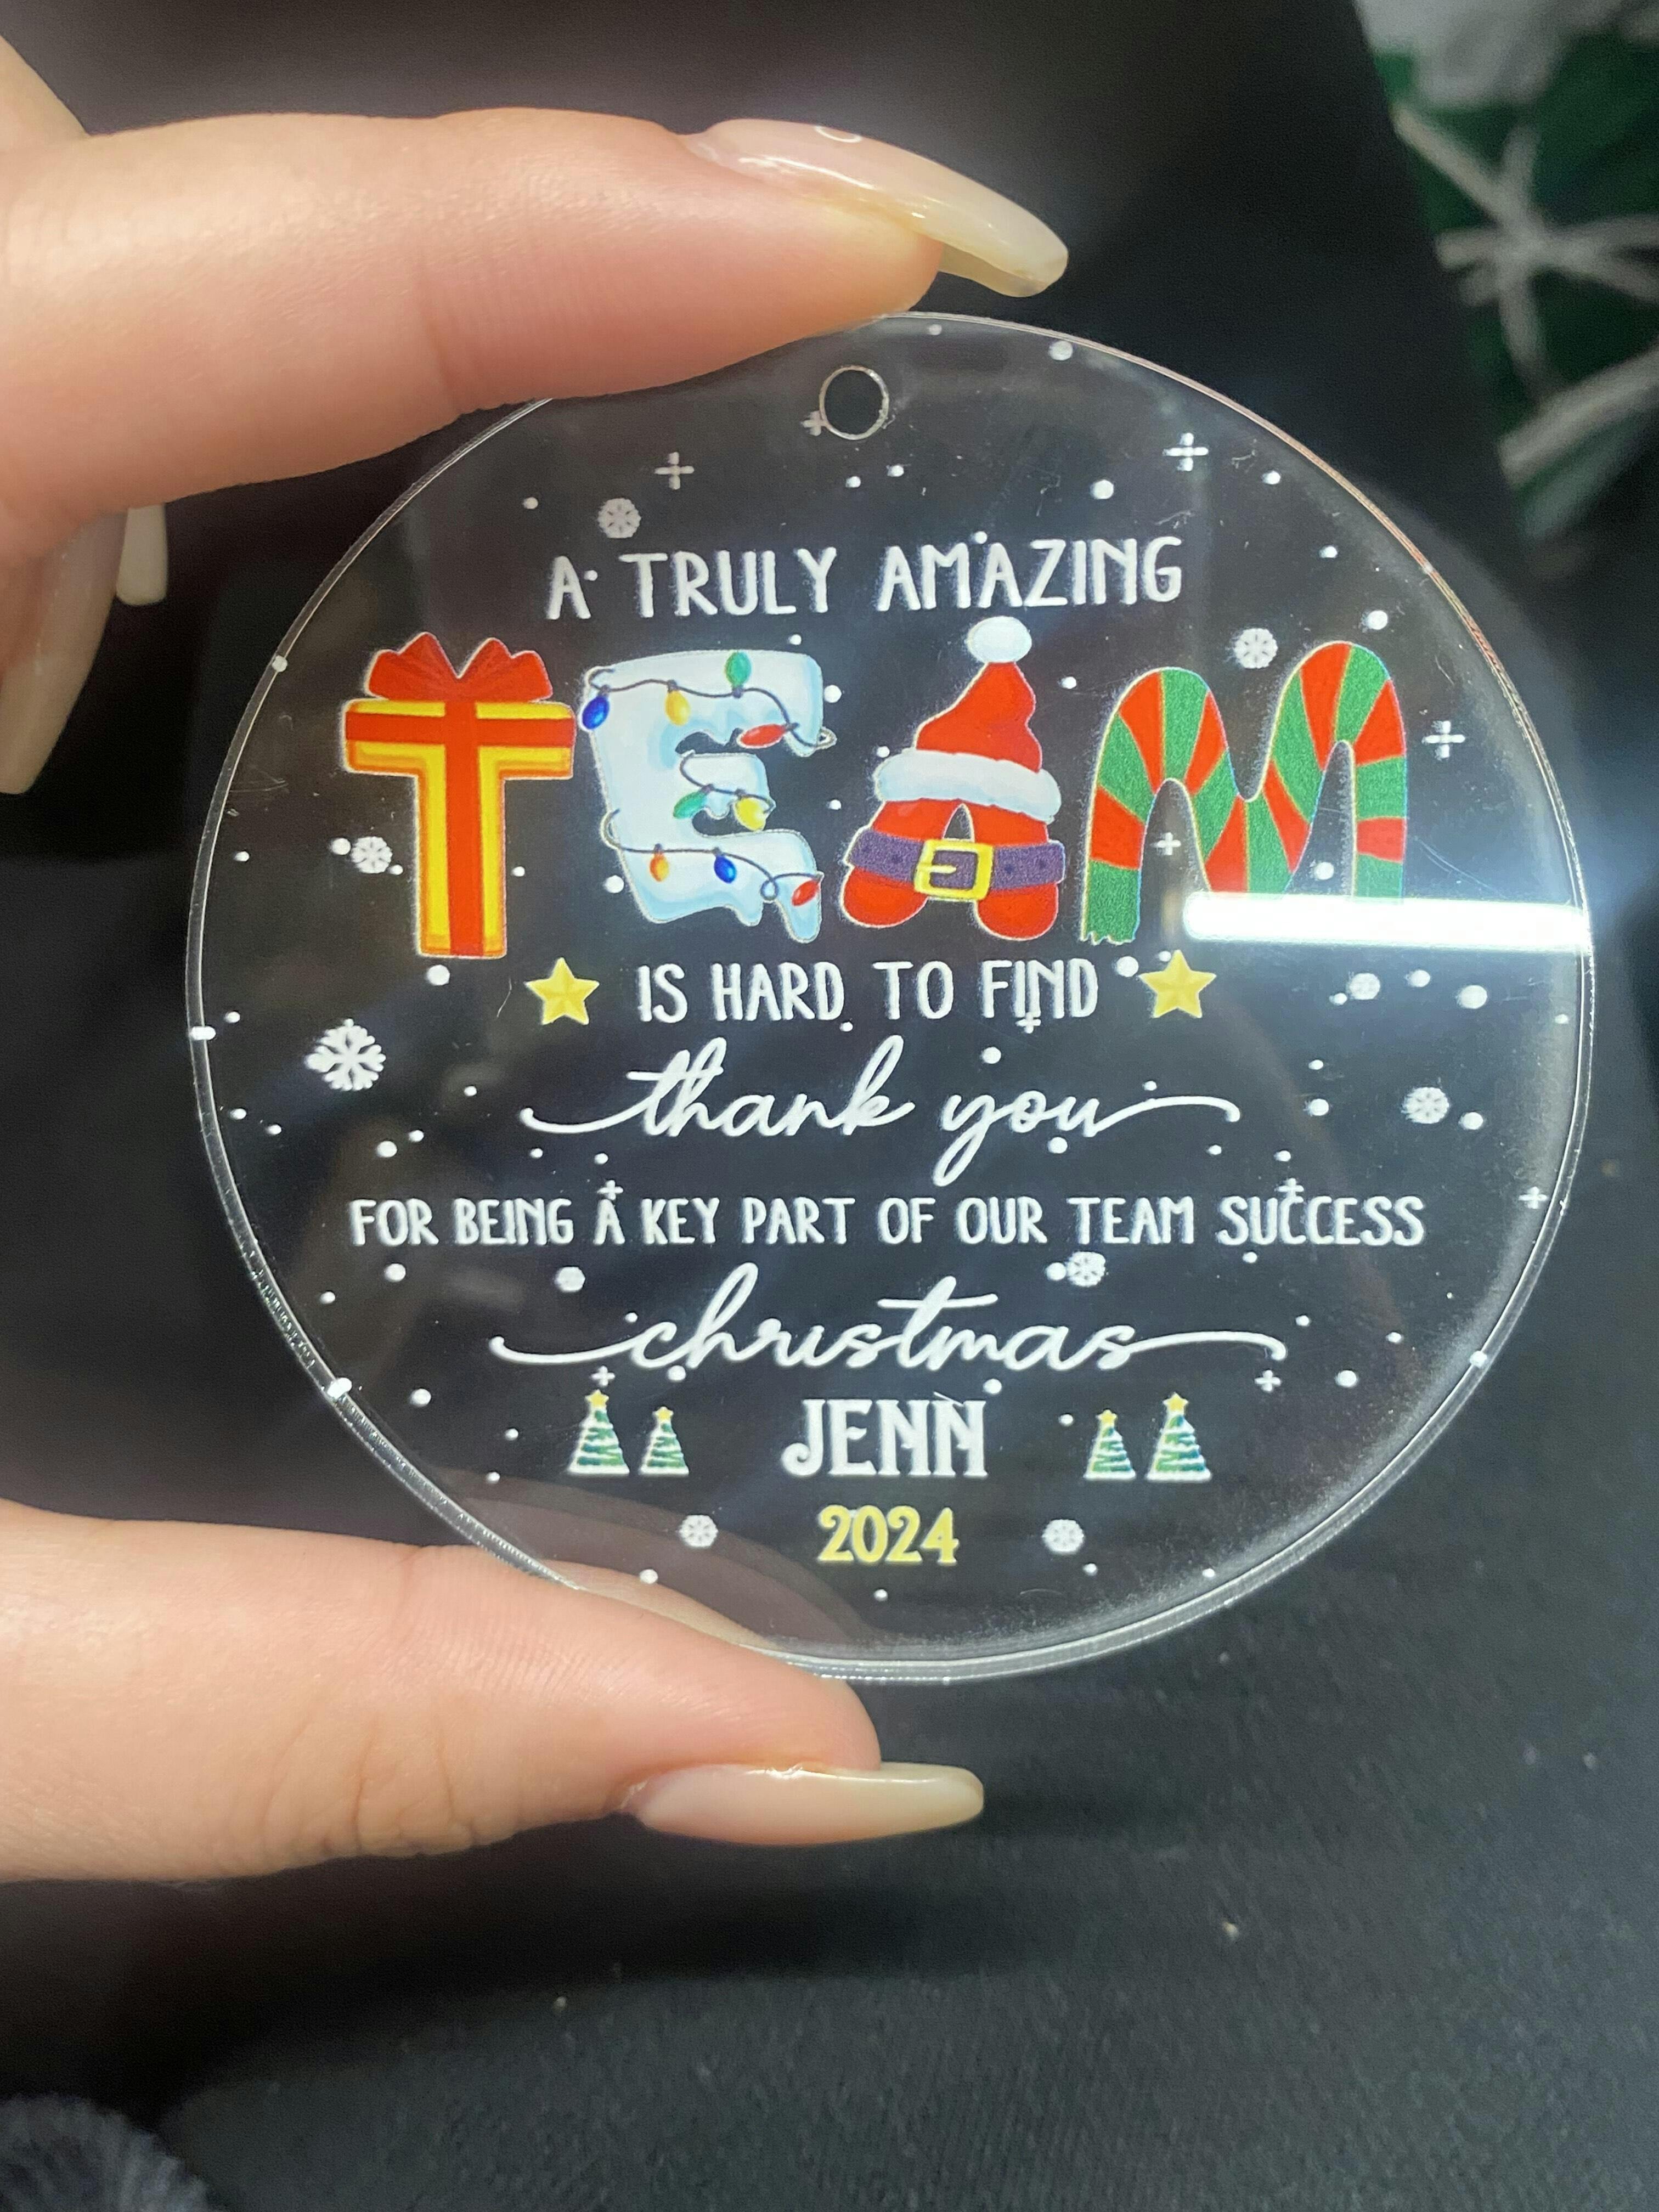 A TRULY AMAZING
TEAM
IS HARD TO FIND
thank you
FOR BEING A KEY PART OF OUR TEAM SUCCESS
christmas
JENN
2024